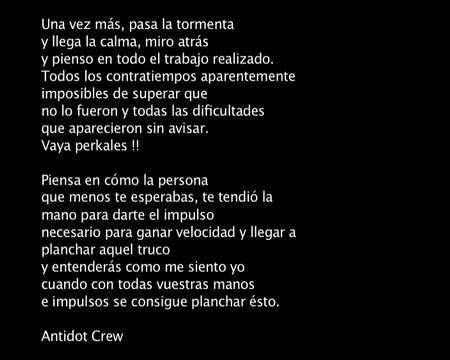 Una vez más, pasa la tormenta
y llega la calma, miro atrás
y pienso en todo el trabajo realizado.
Todos los contratiempos aparentemente
imposibles de superar que
no lo fueron y todas las dificultades
que aparecieron sin avisar.
Vaya perkales !!
Piensa en cómo la persona
que menos te esperabas, te tendió la
mano para darte el impulso
necesario para ganar velocidad y llegar a
planchar aquel truco
y entenderás como me siento yo
cuando con todas vuestras manos
e impulsos se consigue planchar ésto.
Antidot Crew